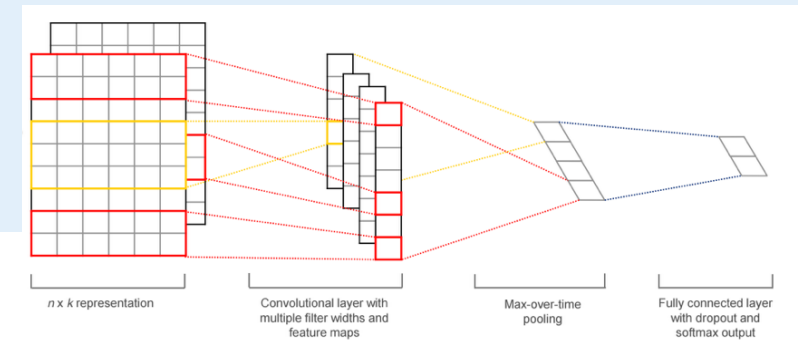 n x k representation
Convolutional layer with
multiple filter widths and
feature maps
Max-over-time
pooling
Fully connected layer
with dropout and
softmax output